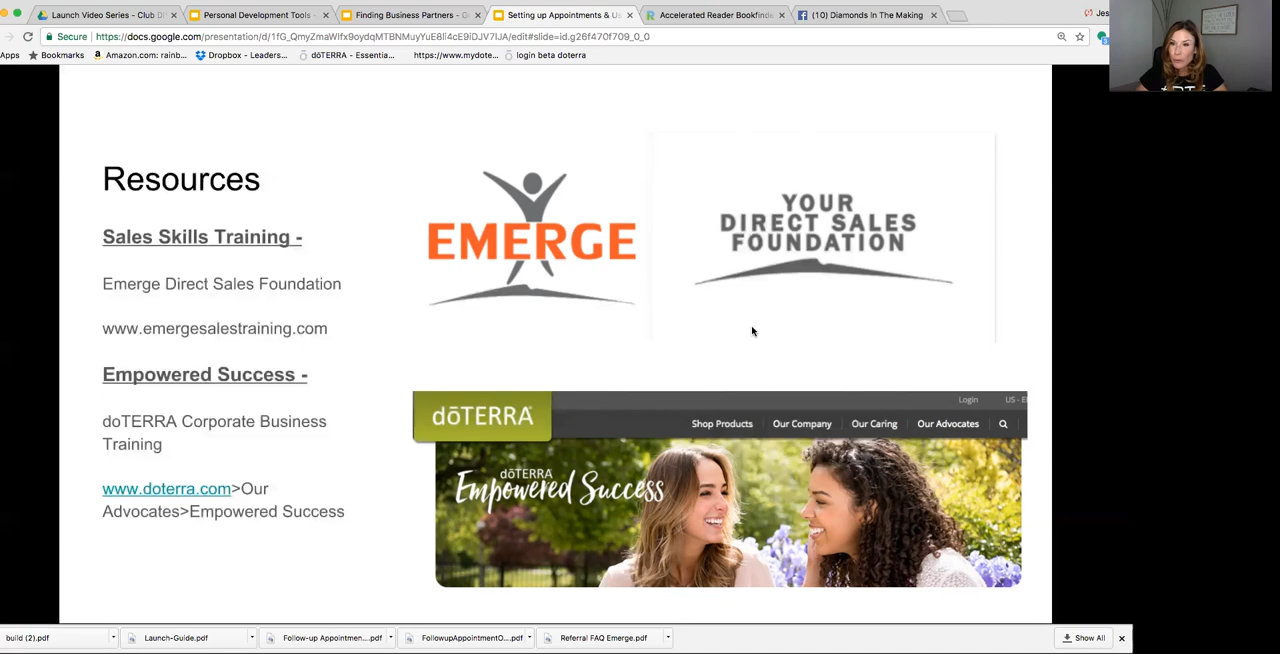 Launch Video Series - Club Di
Personal Development Tools -
Finding Business Partners - G
Setting up Appointments & U
Accelerated Reader Bookfinde
(10) Diamonds In The Making
Jes
Secure
https://docs.google.com/presentation/d/1fG_QmyZmaWlfx9oydqMTBNMuyYuE8li4cE9iDJV7IJA/edit#slide=id.g26f470f709_0_0
Apps
Bookmarks
Amazon.com: rainb...
Dropbox - Leaders...
dōTERRA - Essentia...
https://www.mydote...
login beta doterra
Resources
Sales Skills Training -
Emerge Direct Sales Foundation
www.emergesalestraining.com
Empowered Success -
doTERRA Corporate Business
Training
www.doterra.com>Our
Advocates>Empowered Success
EMERGE
YOUR
DIRECT SALES
FOUNDATION
dōTERRA
Login
US - E
Shop Products
Our Company
Our Caring
Our Advocates
dōTERRA
Empowered Success
build (2).pdf
Launch-Guide.pdf
Follow-up Appointmen....pdf
FollowupAppointmentO....pdf
Referral FAQ Emerge.pdf
Show All